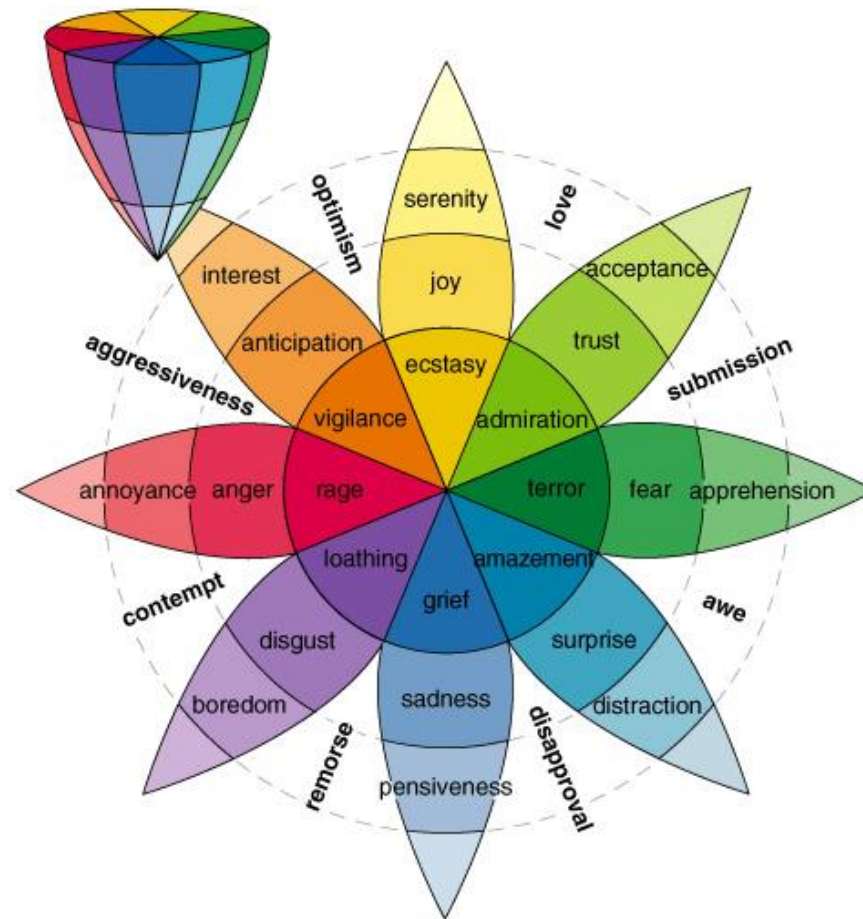 optimism
love
serenity
interest
acceptance
joy
anticipation
trust
aggressiveness
submission
ecstasy
vigilance
admiration
annoyance
anger
rage
terror
fear
apprehension
loathing
amazement
contempt
grief
awe
disgust
surprise
boredom
sadness
distraction
remorse
disapproval
pensiveness